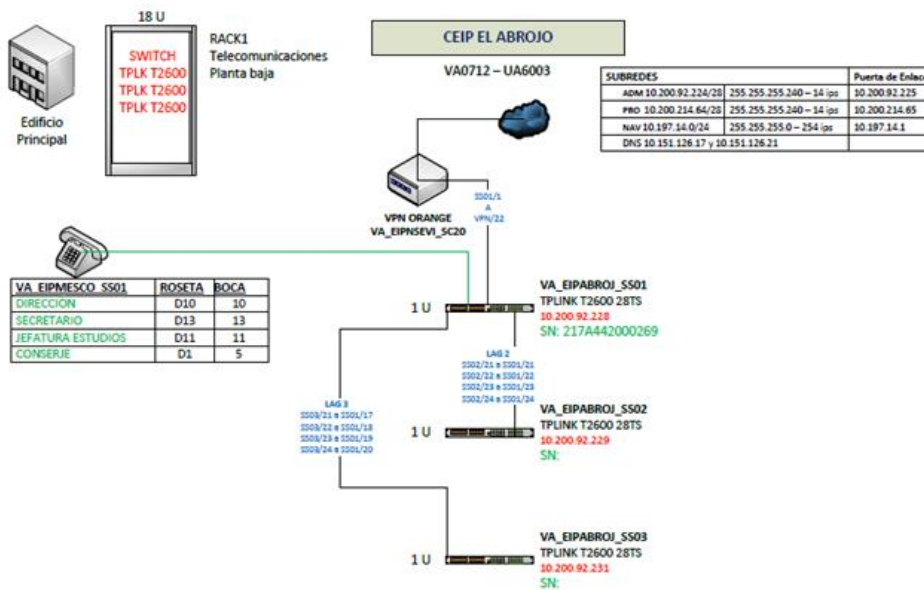 18 U
SWITCH
TPLK T2600
TPLK T2600
TPLK T2600
RACK1
Telecomunicaciones
Planta baja
Edificio
Principal
CEIP EL ABROJO
VA0712 – UA6003
SUBREDES Puerta de Enlac
ADM 10.200.92.224/28 255.255.255.240 – 14 ips 10.200.92.225
PRO 10.200.214.64/28 255.255.255.240 – 14 ips 10.200.214.65
NAV 10.197.14.0/24 255.255.255.0 – 254 ips 10.197.14.1
DNS 10.151.126.17 y 10.151.126.21
VPN ORANGE
VA_EIPNSEVI_SC20
SS01/1
A
VPN/22
VA EIPMESCO SS01 ROSETA BOCA
DIRECCION D10 10
SECRETARIO D13 13
JEFATURA ESTUDIOS D11 11
CONSERJE D1 5
1 U
VA_EIPABROJ_SS01
TPLINK T2600 28TS
10.200.92.228
SN: 217A442000269
LAG 2
SS02/21 a SS01/21
SS02/22 a SS01/22
SS02/23 a SS01/23
SS02/24 a SS01/24
LAG 3
SS03/21 a SS01/17
SS03/22 a SS01/18
SS03/23 a SS01/19
SS03/24 a SS01/20
1 U
VA_EIPABROJ_SS02
TPLINK T2600 28TS
10.200.92.229
SN:
1 U
VA_EIPABROJ_SS03
TPLINK T2600 28TS
10.200.92.231
SN: